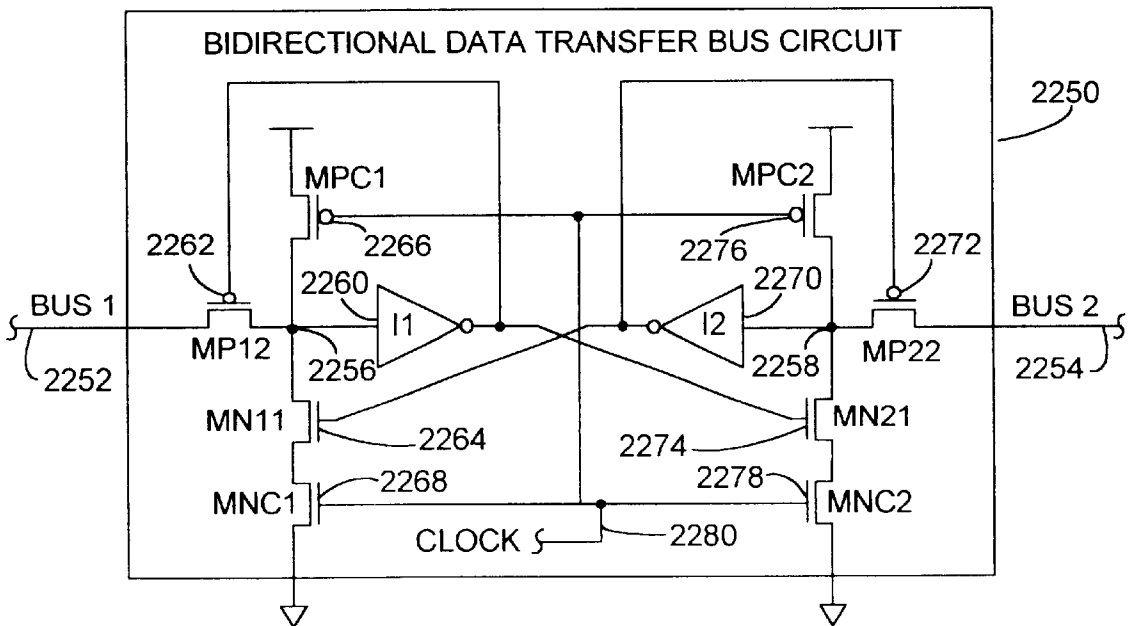 BIDIRECTIONAL DATA TRANSFER BUS CIRCUIT
2250
MPC1
MPC2
2262
2266
2276
2272
BUS 1
2260
2270
BUS 2
I1
I2
MP12
2256
2258
MP22
2252
2254
MN11
2264
2274
MN21
MNC1
2268
2278
MNC2
CLOCK
2280